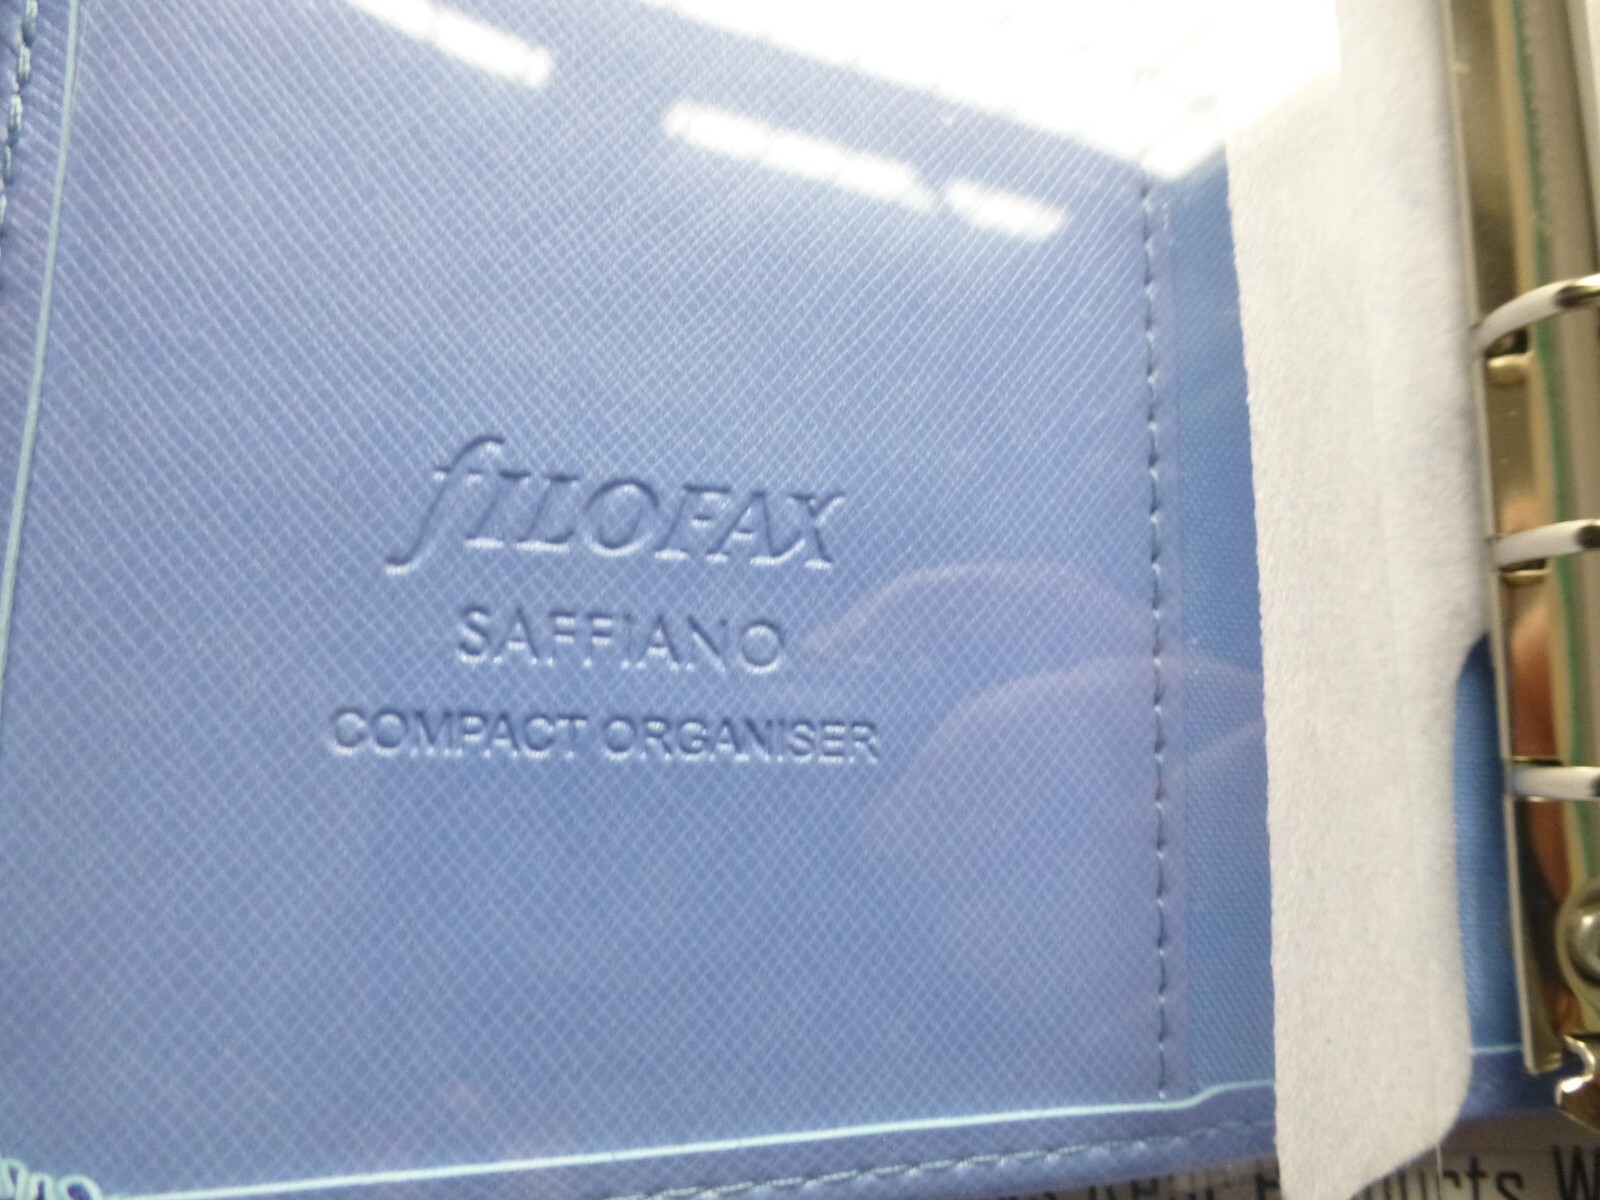 fILOFAX
SAFFIANO
COMPACT ORGANISER